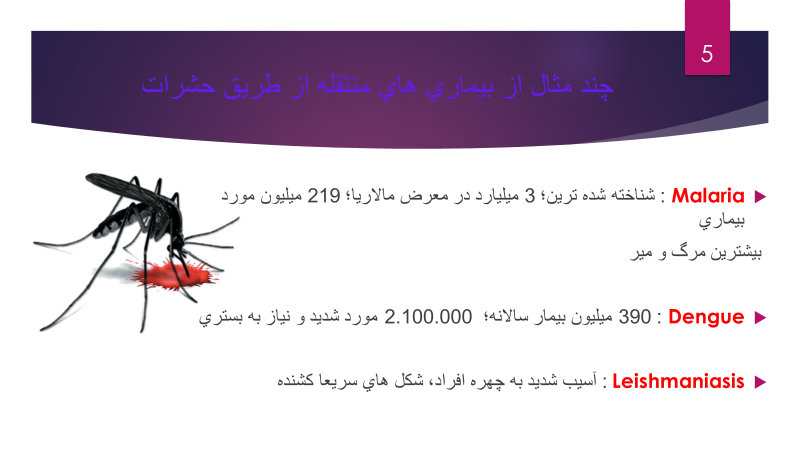 5
چند مثال از بيماري هاي منتقله از طريق حشرات
Malaria : شناخته شده ترين؛ 3 ميليارد در معرض مالاريا؛ 219 ميليون مورد
بيماري
بيشترين مرگ و مير
Dengue : 390 ميليون بيمار سالانه؛ 2.100.000 مورد شديد و نياز به بستري
Leishmaniasis : آسيب شديد به چهره افراد، شكل هاي سريعا كشنده